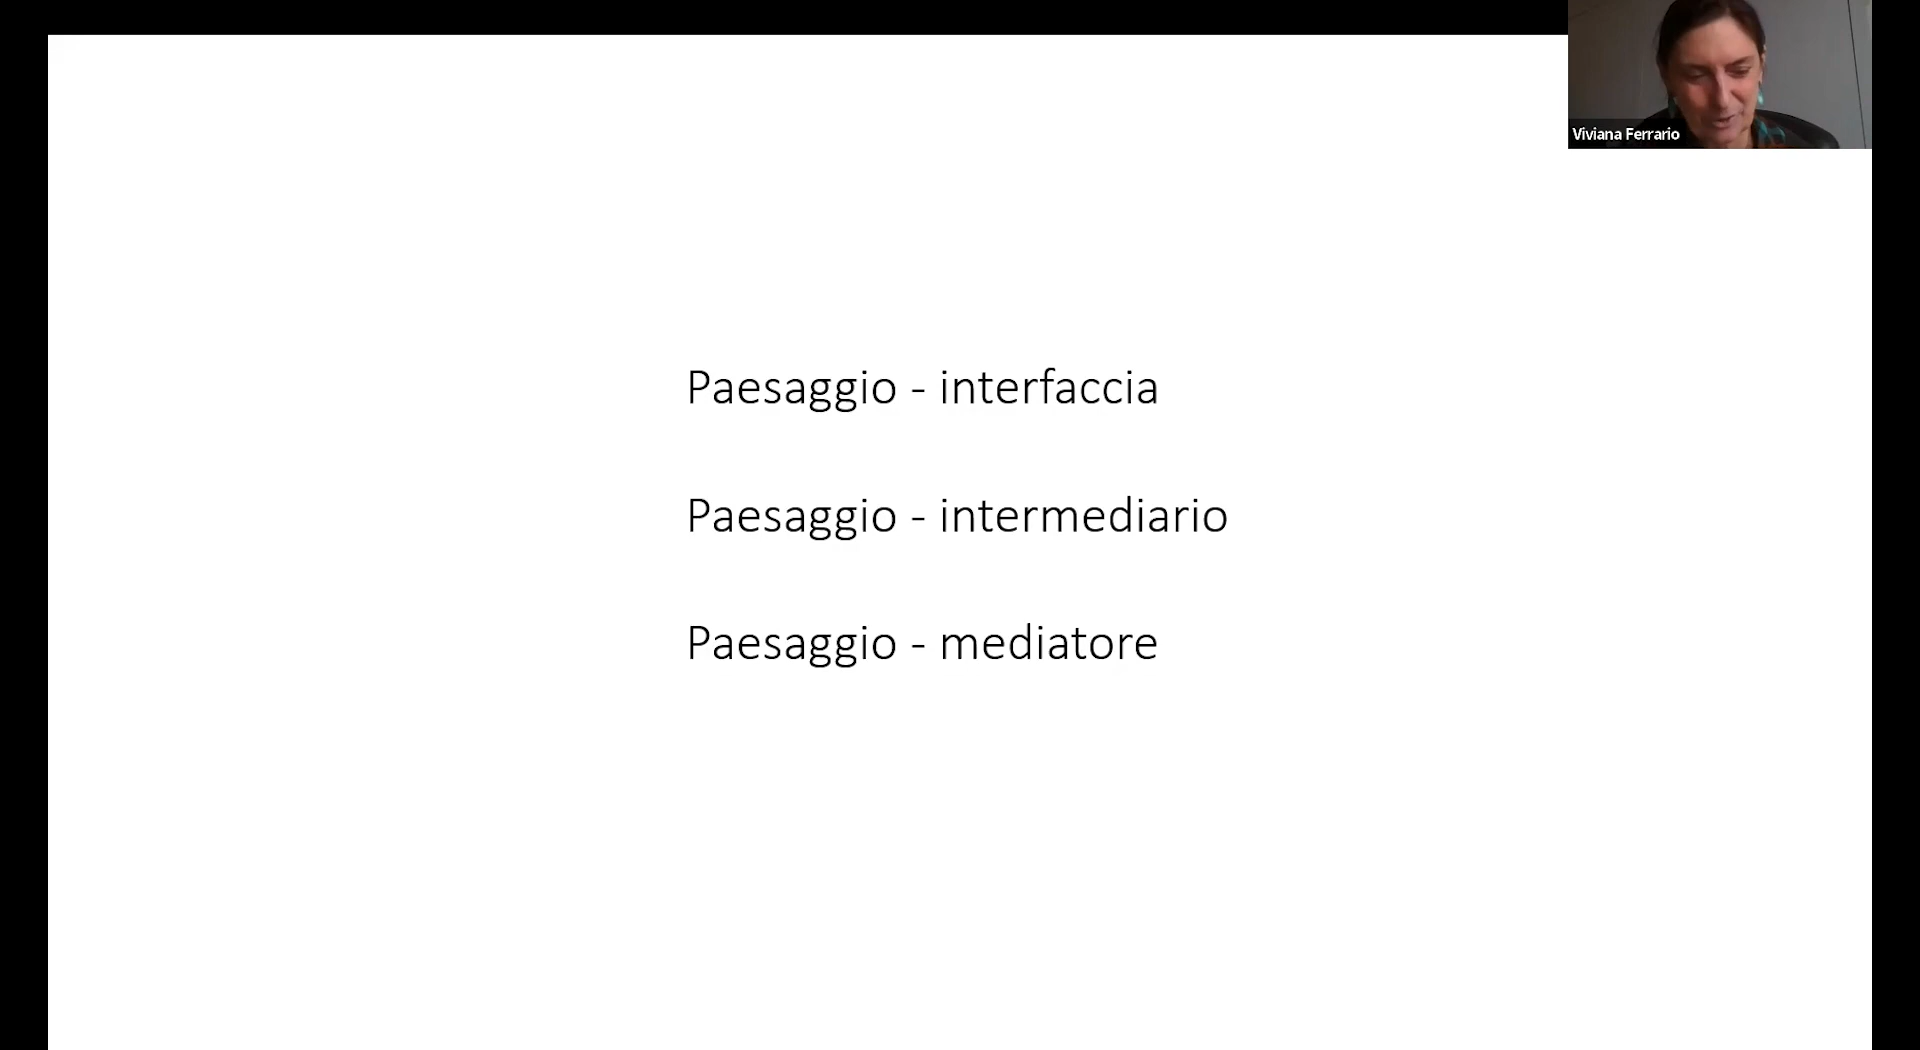 Viviana Ferrario
Paesaggio - interfaccia
Paesaggio - intermediario
Paesaggio - mediatore